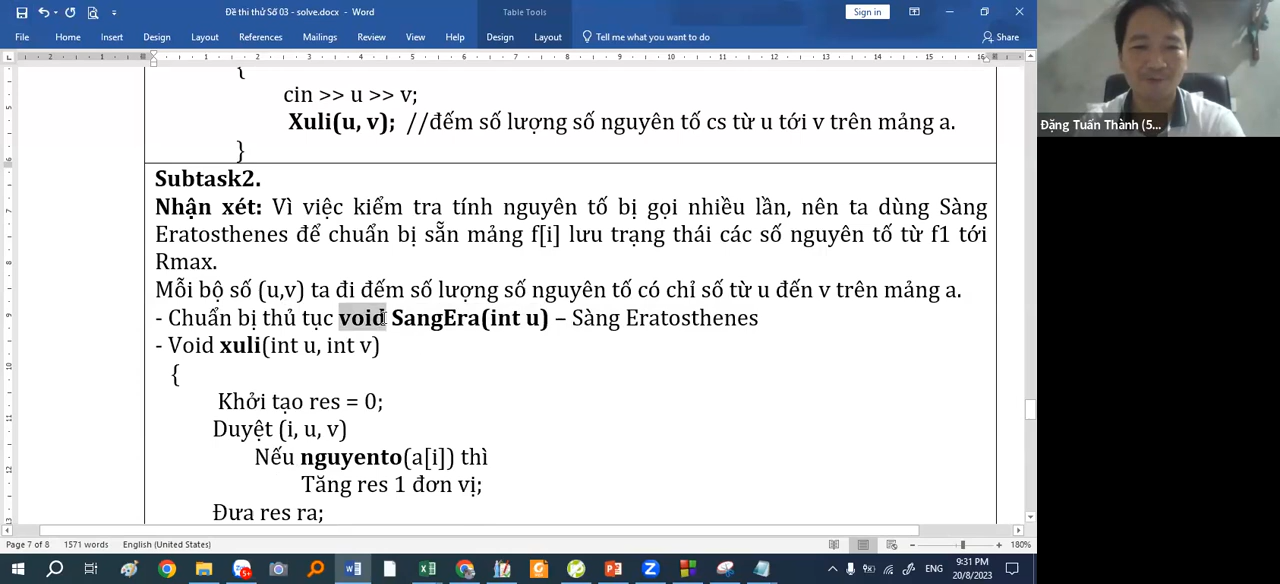 Đề thi thử Số 03 - solve.docx - Word
Table Tools
Sign in
File Home Insert Design Layout References Mailings Review View Help Design Layout Tell me what you want to do Share
{
cin >> u >> v;
Xuli(u, v); //đếm số lượng số nguyên tố cs từ u tới v trên mảng a.
}
Subtask2.
Nhận xét: Vì việc kiểm tra tính nguyên tố bị gọi nhiều lần, nên ta dùng Sàng
Eratosthenes để chuẩn bị sẵn mảng f[i] lưu trạng thái các số nguyên tố từ f1 tới
Rmax.
Mỗi bộ số (u,v) ta đi đếm số lượng số nguyên tố có chỉ số từ u đến v trên mảng a.
- Chuẩn bị thủ tục void SangEra(int u) – Sàng Eratosthenes
- Void xuli(int u, int v)
{
Khởi tạo res = 0;
Duyệt (i, u, v)
Nếu nguyento(a[i]) thì
Tăng res 1 đơn vị;
Đưa res ra;
Đặng Tuấn Thành (5...
Page 7 of 8 1571 words English (United States) 180%
ENG 9:31 PM
20/8/2023